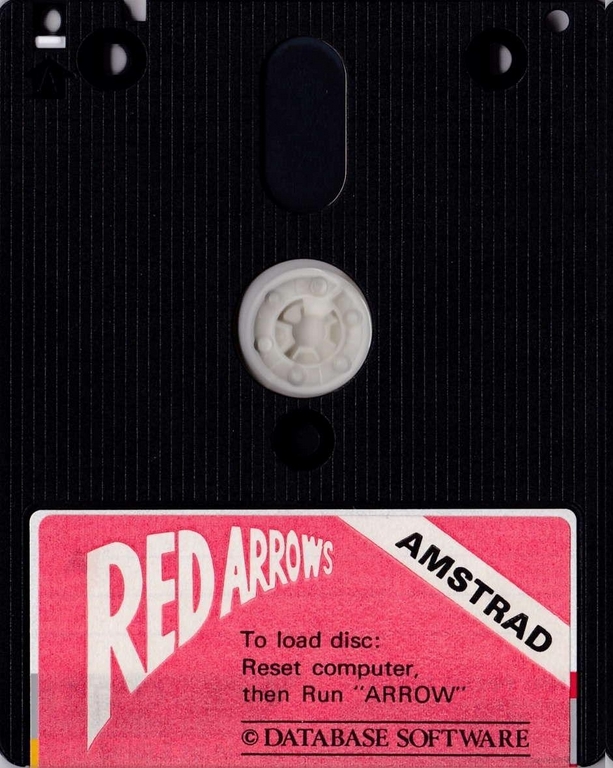 RED ARROWS
AMSTRAD
To load disc:
Reset computer,
then Run "ARROW"
© DATABASE SOFTWARE